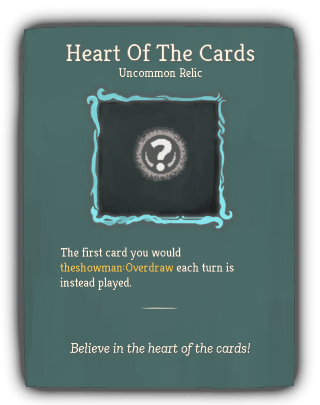 Heart Of The Cards
Uncommon Relic
?
The first card you would
theshowman:Overdraw each turn is
instead played.
Believe in the heart of the cards!